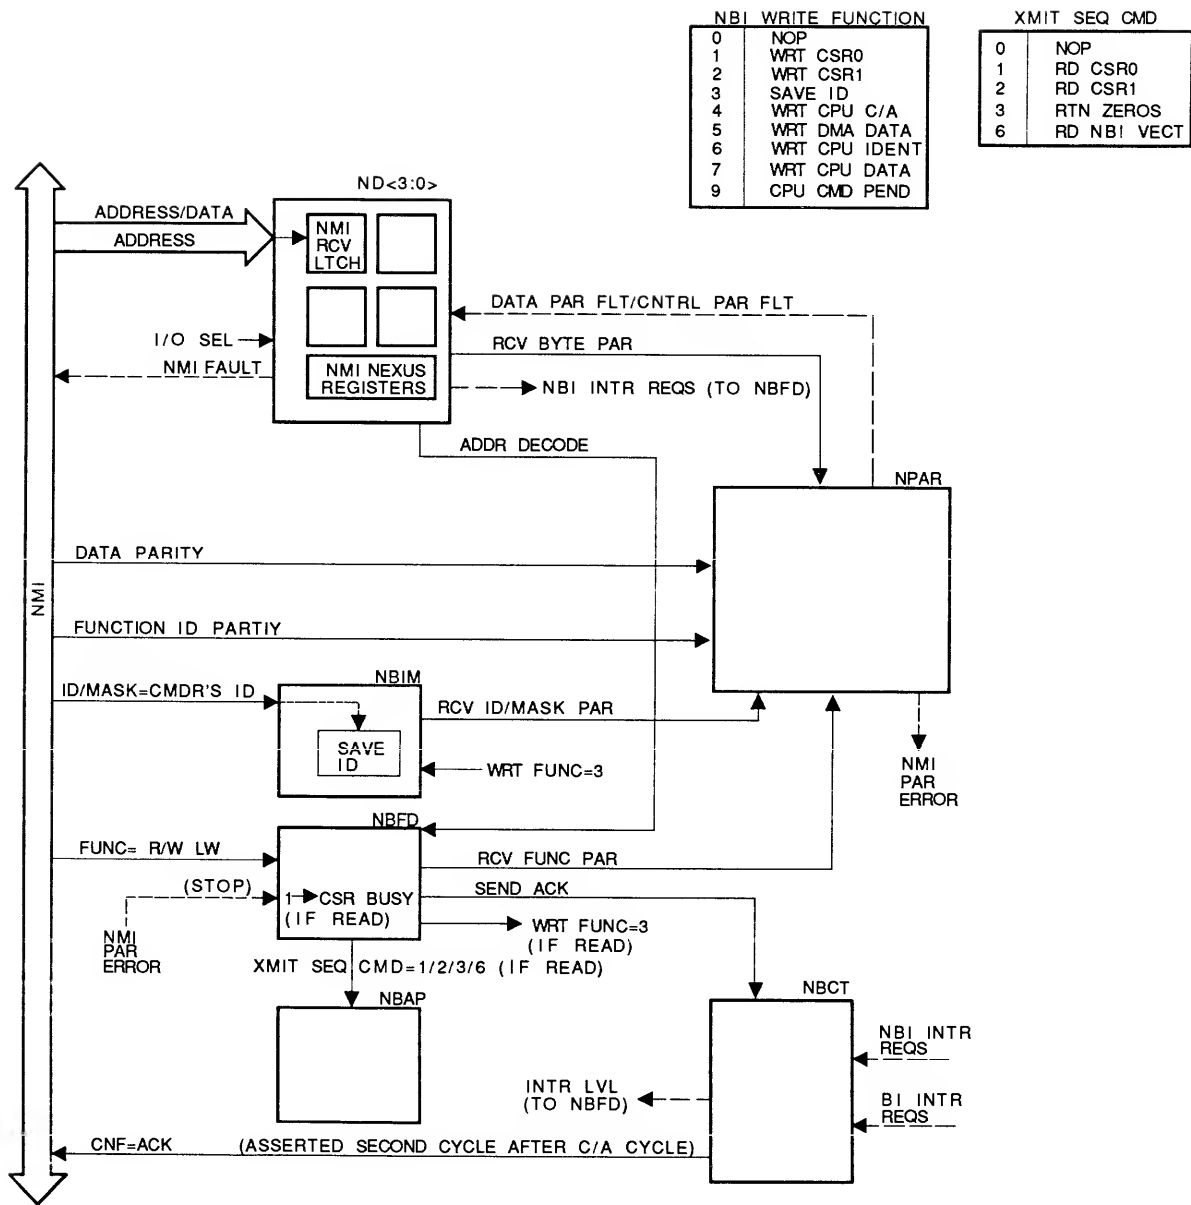 NBI WRITE FUNCTION
0 NOP
1 WRT CSR0
2 WRT CSR1
3 SAVE ID
4 WRT CPU C/A
5 WRT DMA DATA
6 WRT CPU IDENT
7 WRT CPU DATA
9 CPU CMD PEND
XMIT SEQ CMD
0 NOP
1 RD CSR0
2 RD CSR1
3 RTN ZEROS
6 RD NBI VECT
ND<3:0>
ADDRESS/DATA
ADDRESS
NMI
RCV
LTCH
DATA PAR FLT/CNTRL PAR FLT
I/O SEL
RCV BYTE PAR
NMI FAULT
NMI NEXUS
REGISTERS
NBI INTR REQS (TO NBFD)
ADDR DECODE
NPAR
DATA PARITY
NMI
FUNCTION ID PARTIY
NBIM
ID/MASK=CMDR'S ID
RCV ID/MASK PAR
SAVE
ID
WRT FUNC=3
NMI
PAR
ERROR
NBFD
FUNC= R/W LW
RCV FUNC PAR
(STOP)
SEND ACK
1 CSR BUSY
(IF READ)
WRT FUNC=3
(IF READ)
NMI
PAR
ERROR
XMIT SEQ CMD=1/2/3/6 (IF READ)
NBAP
NBCT
NBI INTR
REQS
INTR LVL
(TO NBFD)
BI INTR
REQS
CNF=ACK (ASSERTED SECOND CYCLE AFTER C/A CYCLE)